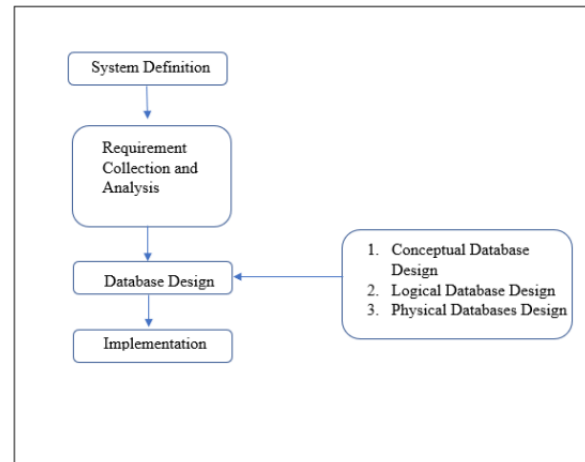 System Definition
Requirement
Collection and
Analysis
Database Design
1. Conceptual Database
Design
2. Logical Database Design
3. Physical Databases Design
Implementation